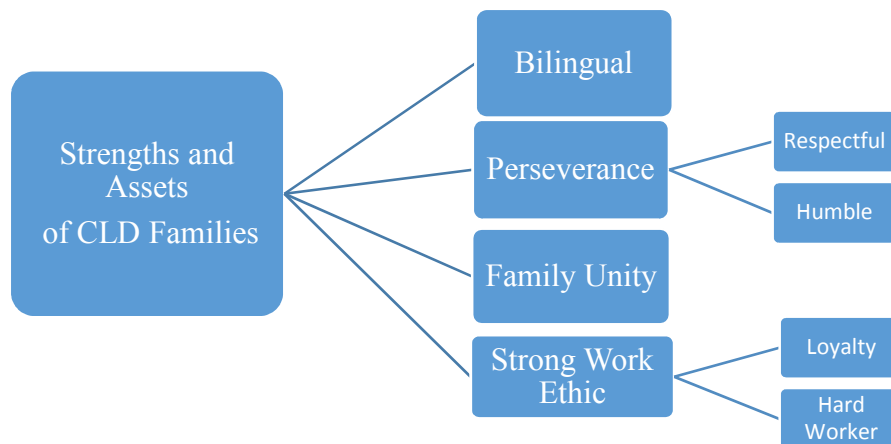 Strengths and
Assets
of CLD Families
Bilingual
Perseverance
Respectful
Humble
Family Unity
Strong Work
Ethic
Loyalty
Hard
Worker